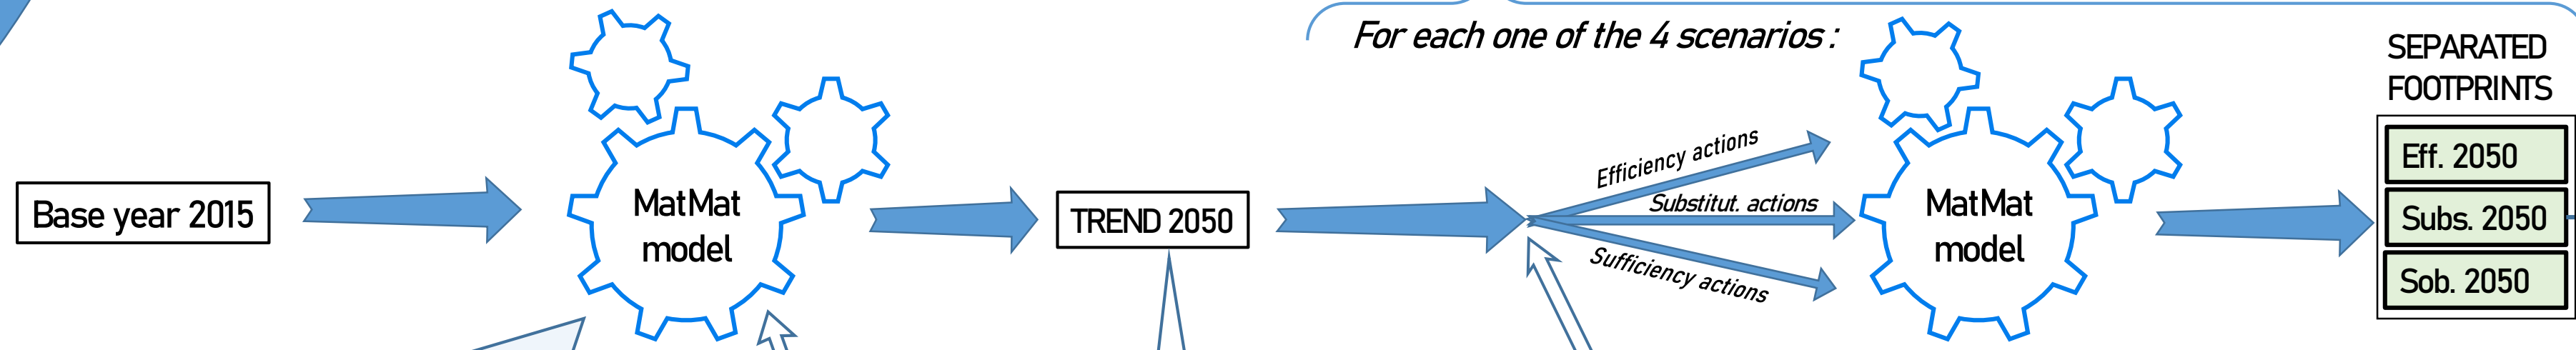 Base year 2015
MatMat
model
TREND 2050
For each one of the 4 scenarios :
Efficiency actions
Substitut. actions
Sufficiency actions
MatMat
model
SEPARATED
FOOTPRINTS
Eff. 2050
Subs. 2050
Sob. 2050